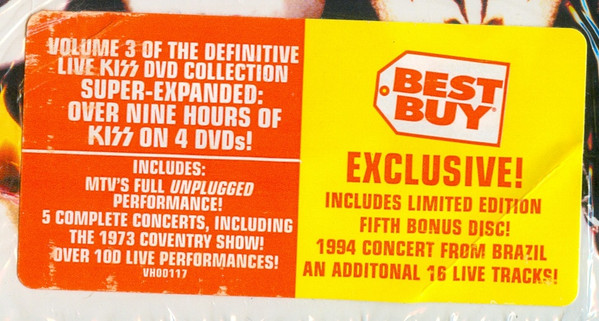 VOLUME 3 OF THE DEFINITIVE
LIVE KISS DVD COLLECTION
SUPER-EXPANDED:
OVER NINE HOURS OF
KISS ON 4 DVDs!
INCLUDES:
MTV'S FULL UNPLUGGED
PERFORMANCE!
5 COMPLETE CONCERTS, INCLUDING
THE 1973 COVENTRY SHOW!
OVER 100 LIVE PERFORMANCES!
VH00117
BEST
BUY
EXCLUSIVE!
INCLUDES LIMITED EDITION
FIFTH BONUS DISC!
1994 CONCERT FROM BRAZIL
AN ADDITONAL 16 LIVE TRACKS!